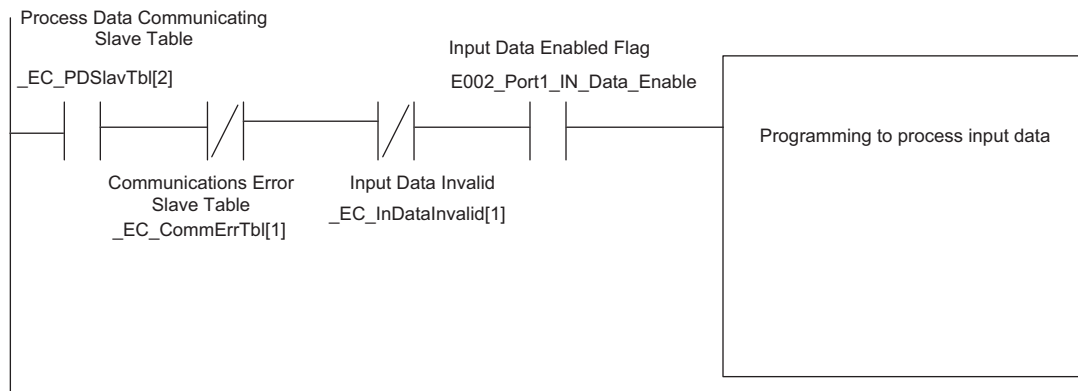 Process Data Communicating
Slave Table
_EC_PDSlavTbl[2]
Input Data Enabled Flag
E002_Port1_IN_Data_Enable
Programming to process input data
Communications Error
Slave Table
_EC_CommErrTbl[1]
Input Data Invalid
_EC_InDataInvalid[1]